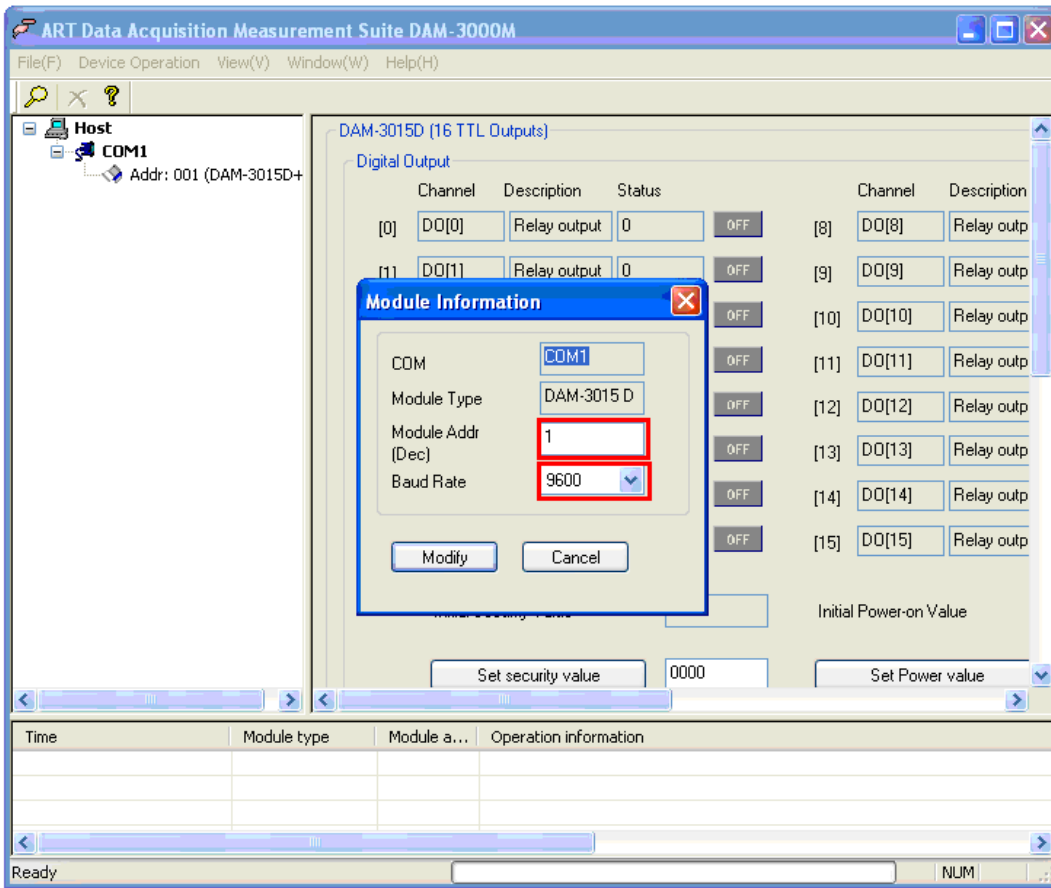 ART Data Acquisition Measurement Suite DAM-3000M
File(F) Device Operation View(V) Window(W) Help(H)
Host
COM1
Addr: 001 (DAM-3015D+
DAM-3015D (16 TTL Outputs)
Digital Output
Channel Description Status Channel Description
[0] DO[0] Relay output 0 OFF [8] DO[8] Relay outp
[1] DO[1] Relay output 0 OFF [9] DO[9] Relay outp
OFF [10] DO[10] Relay outp
OFF [11] DO[11] Relay outp
OFF [12] DO[12] Relay outp
OFF [13] DO[13] Relay outp
OFF [14] DO[14] Relay outp
OFF [15] DO[15] Relay outp
Module Information
COM COM1
Module Type DAM-3015 D
Module Addr
(Dec) 1
Baud Rate 9600
Modify Cancel
Initial Power-on Value
Set security value 0000 Set Power value
Time Module type Module a... Operation information
Ready NUM